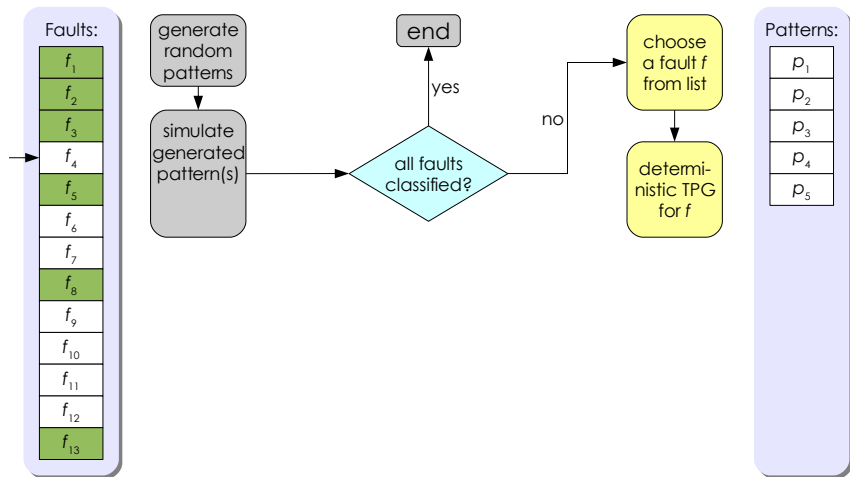 Faults:
f1
f2
f3
f4
f5
f6
f7
f8
f9
f10
f11
f12
f13
generate
random
patterns
simulate
generated
pattern(s)
end
yes
all faults
classified?
no
choose
a fault f
from list
determi-
nistic TPG
for f
Patterns:
p1
p2
p3
p4
p5